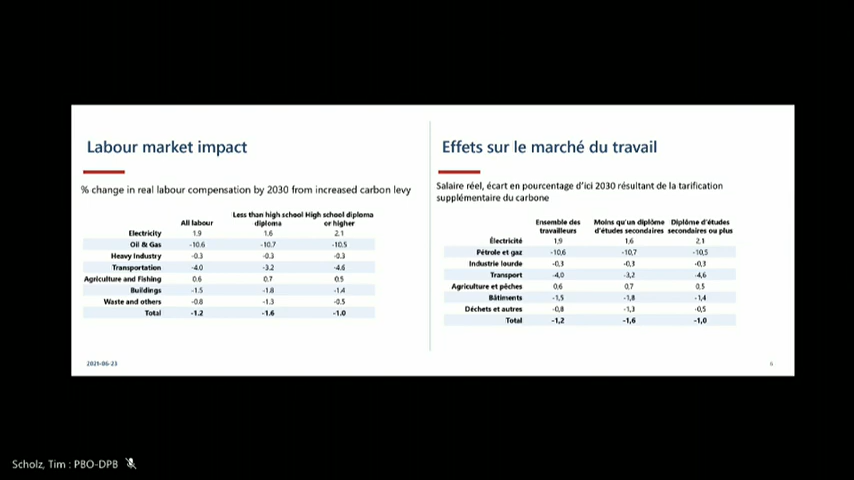 Labour market impact
% change in real labour compensation by 2030 from increased carbon levy
All labour Less than high school diploma High school diploma or higher
Electricity 1.9 1.6 2.1
Oil & Gas -10.6 -10.7 -10.5
Heavy Industry -0.3 -0.3 -0.3
Transportation -4.0 -3.2 -4.6
Agriculture and Fishing 0.6 0.7 0.5
Buildings -1.5 -1.8 -1.4
Waste and others -0.8 -1.3 -0.5
Total -1.2 -1.6 -1.0
2021-06-23
Effets sur le marché du travail
Salaire réel, écart en pourcentage d'ici 2030 résultant de la tarification
supplémentaire du carbone
Ensemble des travailleurs Moins qu'un diplôme d'études secondaires Diplôme d'études secondaires ou plus
Électricité 1,9 1,6 2,1
Pétrole et gaz -10,6 -10,7 -10,5
Industrie lourde -0,3 -0,3 -0,3
Transport -4,0 -3,2 -4,6
Agriculture et pêches 0,6 0,7 0,5
Bâtiments -1,5 -1,8 -1,4
Déchets et autres -0,8 -1,3 -0,5
Total -1,2 -1,6 -1,0
6
Scholz, Tim : PBO-DPB